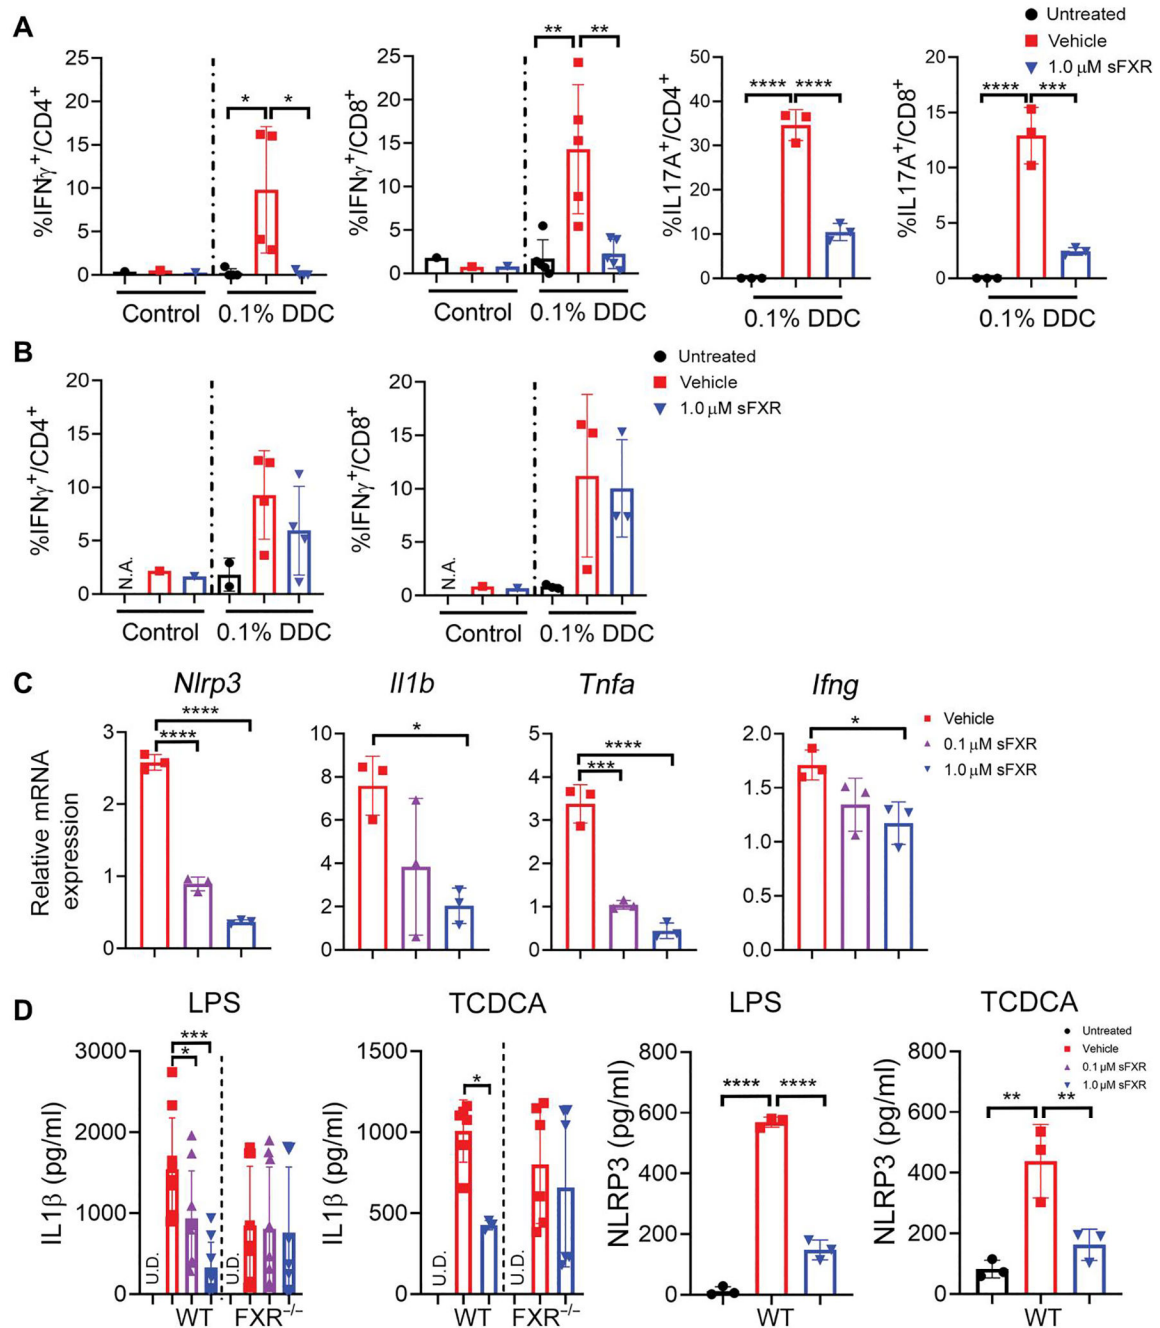 A
Untreated
Vehicle
1.0 μM sFXR
%IFNγ⁺/CD4⁺
25
20
15
10
5
0
* *
Control
0.1% DDC
%IFNγ⁺/CD8⁺
25
20
15
10
5
0
** **
Control
0.1% DDC
%IL17A⁺/CD4⁺
50
40
30
20
10
0
**** ****
0.1% DDC
%IL17A⁺/CD8⁺
20
15
10
5
0
**** ***
0.1% DDC
B
Untreated
Vehicle
1.0 μM sFXR
%IFNγ⁺/CD4⁺
20
15
10
5
0
N.A.
Control
0.1% DDC
%IFNγ⁺/CD8⁺
20
15
10
5
0
N.A.
Control
0.1% DDC
C
Vehicle
0.1 μM sFXR
1.0 μM sFXR
Relative mRNA
expression
Nlrp3
3
2
1
0
****
****
Il1b
10
8
6
4
2
0
*
Tnfa
5
4
3
2
1
0
****
***
Ifng
2.0
1.5
1.0
0.5
0.0
*
D
Untreated
Vehicle
0.1 μM sFXR
1.0 μM sFXR
LPS
IL1β (pg/ml)
3000
2000
1000
0
***
*
U.D.
U.D.
WT
FXR⁻/⁻
TCDCA
IL1β (pg/ml)
1500
1000
500
0
*
U.D.
U.D.
WT
FXR⁻/⁻
LPS
NLRP3 (pg/ml)
800
600
400
200
0
**** ****
WT
TCDCA
NLRP3 (pg/ml)
800
600
400
200
0
** **
WT